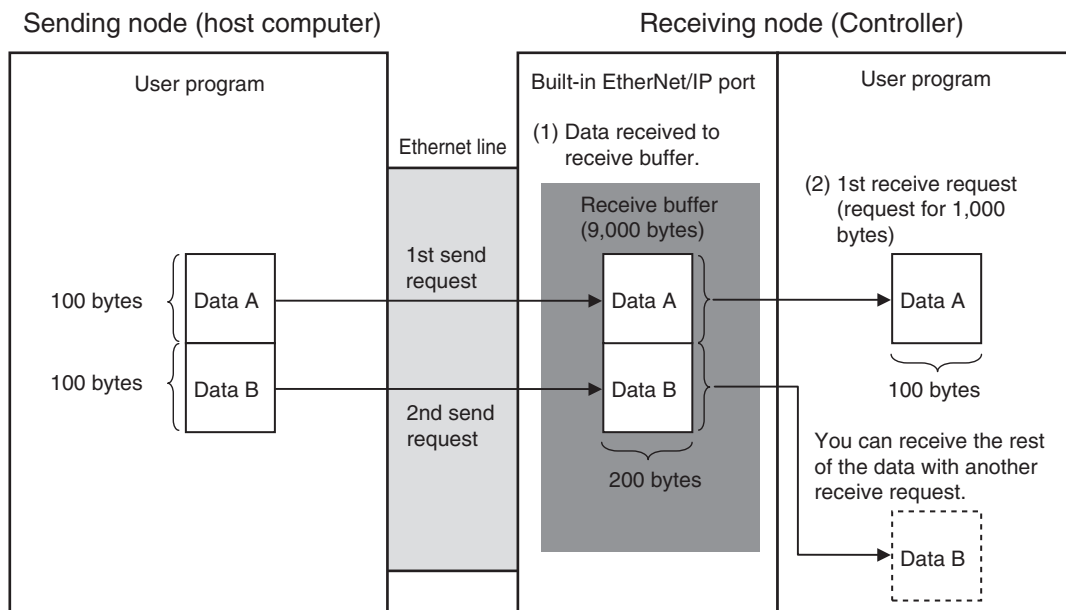 Sending node (host computer)
Receiving node (Controller)
User program
Built-in EtherNet/IP port
User program
Ethernet line
(1) Data received to
receive buffer.
Receive buffer
(9,000 bytes)
(2) 1st receive request
(request for 1,000
bytes)
1st send
request
100 bytes
Data A
Data A
Data A
100 bytes
Data B
Data B
100 bytes
2nd send
request
200 bytes
You can receive the rest
of the data with another
receive request.
Data B